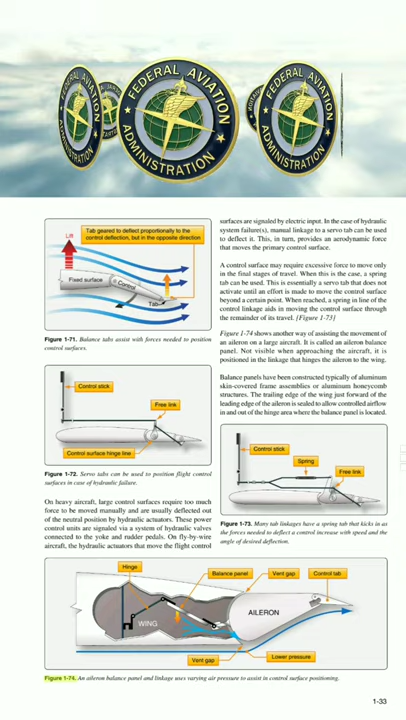 FEDERAL AVIATION
ADMINISTRATION
FEDERAL AVIATION
ADMINISTRATION
Lift
Tab geared to deflect proportionally to the
control deflection, but in the opposite direction
Fixed surface
Control
Tab
Figure 1-71. Balance tabs assist with forces needed to position
control surfaces.
Control stick
Free link
Control surface hinge line
Figure 1-72. Servo tabs can be used to position flight control
surfaces in case of hydraulic failure.
On heavy aircraft, large control surfaces require too much
force to be moved manually and are usually deflected out
of the neutral position by hydraulic actuators. These power
control units are signaled via a system of hydraulic valves
connected to the yoke and rudder pedals. On fly-by-wire
aircraft, the hydraulic actuators that move the flight control
surfaces are signaled by electric input. In the case of hydraulic
system failure(s), manual linkage to a servo tab can be used
to deflect it. This, in turn, provides an aerodynamic force
that moves the primary control surface.
A control surface may require excessive force to move only
in the final stages of travel. When this is the case, a spring
tab can be used. This is essentially a servo tab that does not
activate until an effort is made to move the control surface
beyond a certain point. When reached, a spring in line of the
control linkage aids in moving the control surface through
the remainder of its travel. [Figure 1-73]
Figure 1-74 shows another way of assisting the movement of
an aileron on a large aircraft. It is called an aileron balance
panel. Not visible when approaching the aircraft, it is
positioned in the linkage that hinges the aileron to the wing.
Balance panels have been constructed typically of aluminum
skin-covered frame assemblies or aluminum honeycomb
structures. The trailing edge of the wing just forward of the
leading edge of the aileron is sealed to allow controlled airflow
in and out of the hinge area where the balance panel is located.
Control stick
Spring
Free link
Figure 1-73. Many tab linkages have a spring tab that kicks in as
the forces needed to deflect a control increase with speed and the
angle of desired deflection.
Hinge
Balance panel
Vent gap
Control tab
WING
AILERON
Vent gap
Lower pressure
Figure 1-74. An aileron balance panel and linkage uses varying air pressure to assist in control surface positioning.
1-33